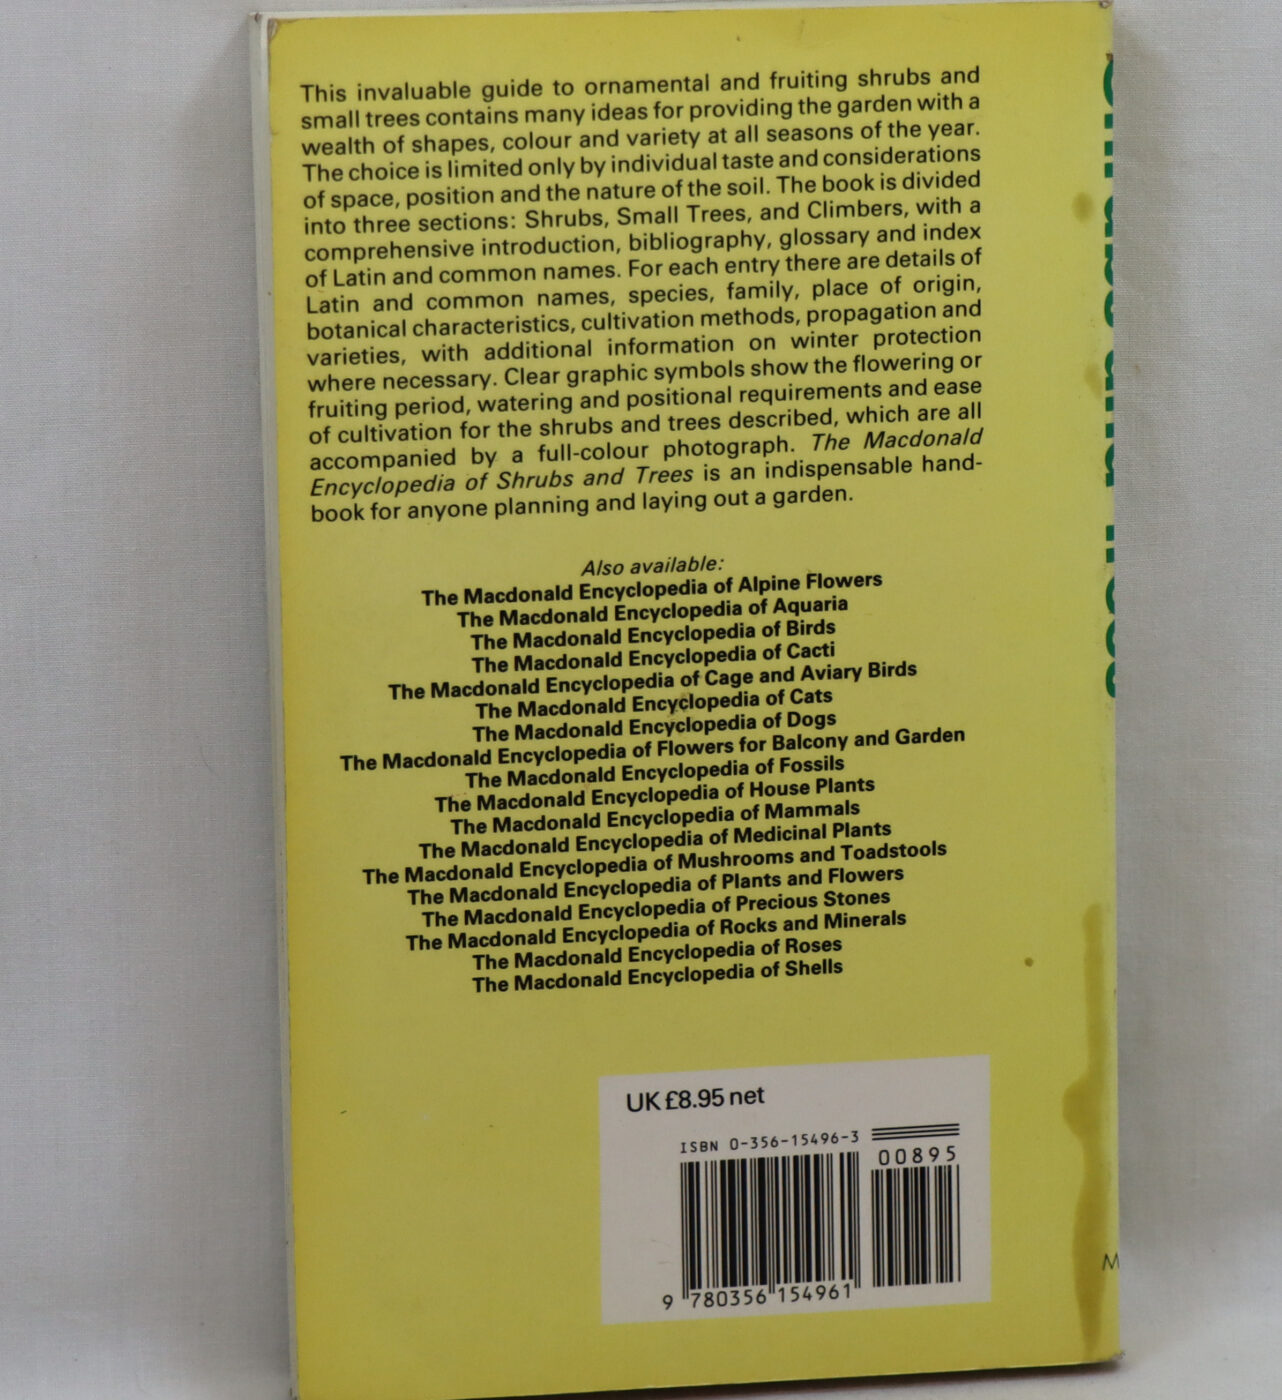 This invaluable guide to ornamental and fruiting shrubs and
small trees contains many ideas for providing the garden with a
wealth of shapes, colour and variety at all seasons of the year.
The choice is limited only by individual taste and considerations
of space, position and the nature of the soil. The book is divided
into three sections: Shrubs, Small Trees, and Climbers, with a
comprehensive introduction, bibliography, glossary and index
of Latin and common names. For each entry there are details of
Latin and common names, species, family, place of origin,
botanical characteristics, cultivation methods, propagation and
varieties, with additional information on winter protection
where necessary. Clear graphic symbols show the flowering or
fruiting period, watering and positional requirements and ease
of cultivation for the shrubs and trees described, which are all
accompanied by a full-colour photograph. The Macdonald
Encyclopedia of Shrubs and Trees is an indispensable hand-
book for anyone planning and laying out a garden.
Also available:
The Macdonald Encyclopedia of Alpine Flowers
The Macdonald Encyclopedia of Aquaria
The Macdonald Encyclopedia of Birds
The Macdonald Encyclopedia of Cacti
The Macdonald Encyclopedia of Cage and Aviary Birds
The Macdonald Encyclopedia of Cats
The Macdonald Encyclopedia of Dogs
The Macdonald Encyclopedia of Flowers for Balcony and Garden
The Macdonald Encyclopedia of Fossils
The Macdonald Encyclopedia of House Plants
The Macdonald Encyclopedia of Mammals
The Macdonald Encyclopedia of Medicinal Plants
The Macdonald Encyclopedia of Mushrooms and Toadstools
The Macdonald Encyclopedia of Plants and Flowers
The Macdonald Encyclopedia of Precious Stones
The Macdonald Encyclopedia of Rocks and Minerals
The Macdonald Encyclopedia of Roses
The Macdonald Encyclopedia of Shells
UK £8.95 net
ISBN 0-356-15496-3
00895
9 780356 154961